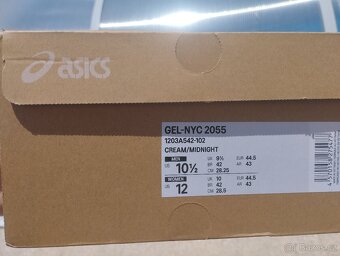 asics
GEL-NYC 2055
1203A542-102
CREAM/MIDNIGHT
MEN
US 10½
UK 9½ EUR 44.5
BR 42 AR 43
CM 28.25
WOMEN
US 12
UK 10 EUR 44.5
BR 42 AR 43
CM 28.5